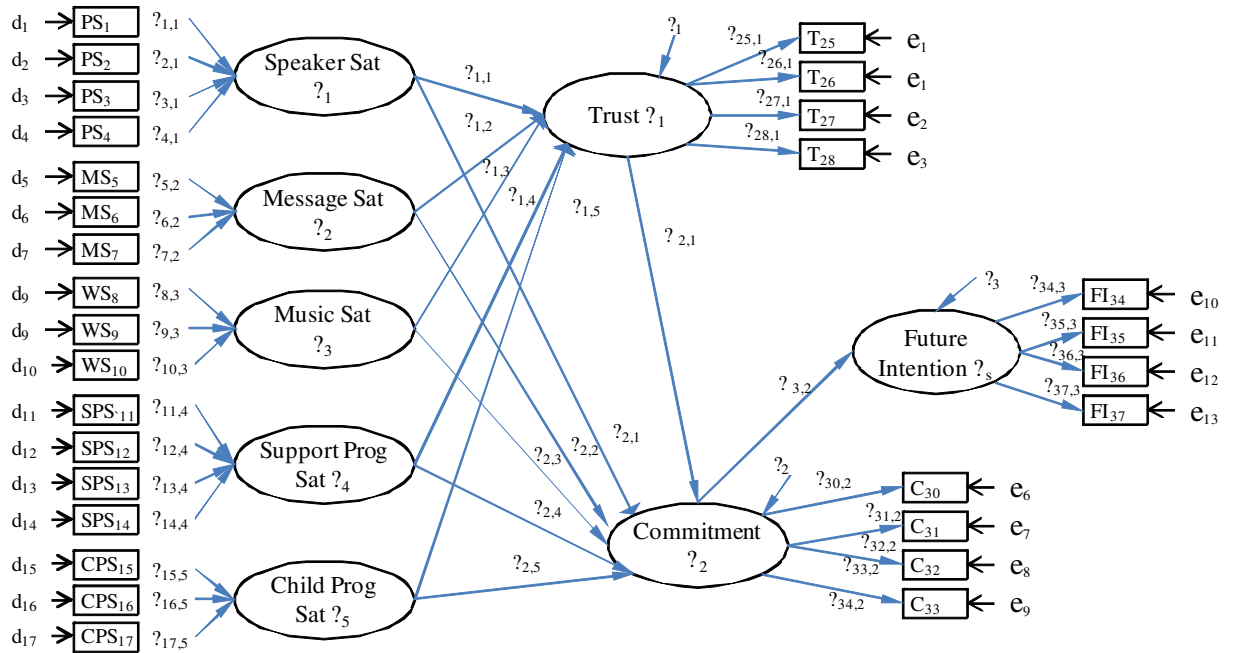 d₁ PS₁ ?₁,₁
d₂ PS₂ ?₂,₁
d₃ PS₃ ?₃,₁
d₄ PS₄ ?₄,₁
Speaker Sat
?₁
d₅ MS₅ ?₅,₂
d₆ MS₆ ?₆,₂
d₇ MS₇ ?₇,₂
Message Sat
?₂
d₉ WS₈ ?₈,₃
d₉ WS₉ ?₉,₃
d₁₀ WS₁₀ ?₁₀,₃
Music Sat
?₃
d₁₁ SPS·₁₁ ?₁₁,₄
d₁₂ SPS₁₂ ?₁₂,₄
d₁₃ SPS₁₃ ?₁₃,₄
d₁₄ SPS₁₄ ?₁₄,₄
Support Prog
Sat ?₄
d₁₅ CPS₁₅ ?₁₅,₅
d₁₆ CPS₁₆ ?₁₆,₅
d₁₇ CPS₁₇ ?₁₇,₅
Child Prog
Sat ?₅
?₁,₁
?₁,₂
?₁,₃
?₁,₄
?₁,₅
?₂,₁
?₂,₂
?₂,₃
?₂,₄
?₂,₅
?₁
Trust ?₁
?₂₅,₁ T₂₅ e₁
?₂₆,₁ T₂₆ e₁
?₂₇,₁ T₂₇ e₂
?₂₈,₁ T₂₈ e₃
? ₂,₁
? ₃,₂
?₃
Future
Intention ?ₛ
?₃₄,₃ FI₃₄ e₁₀
?₃₅,₃ FI₃₅ e₁₁
?₃₆,₃ FI₃₆ e₁₂
?₃₇,₃ FI₃₇ e₁₃
?₂
Commitment
?₂
?₃₀,₂ C₃₀ e₆
?₃₁,₂ C₃₁ e₇
?₃₂,₂ C₃₂ e₈
?₃₃,₂
?₃₄,₂ C₃₃ e₉